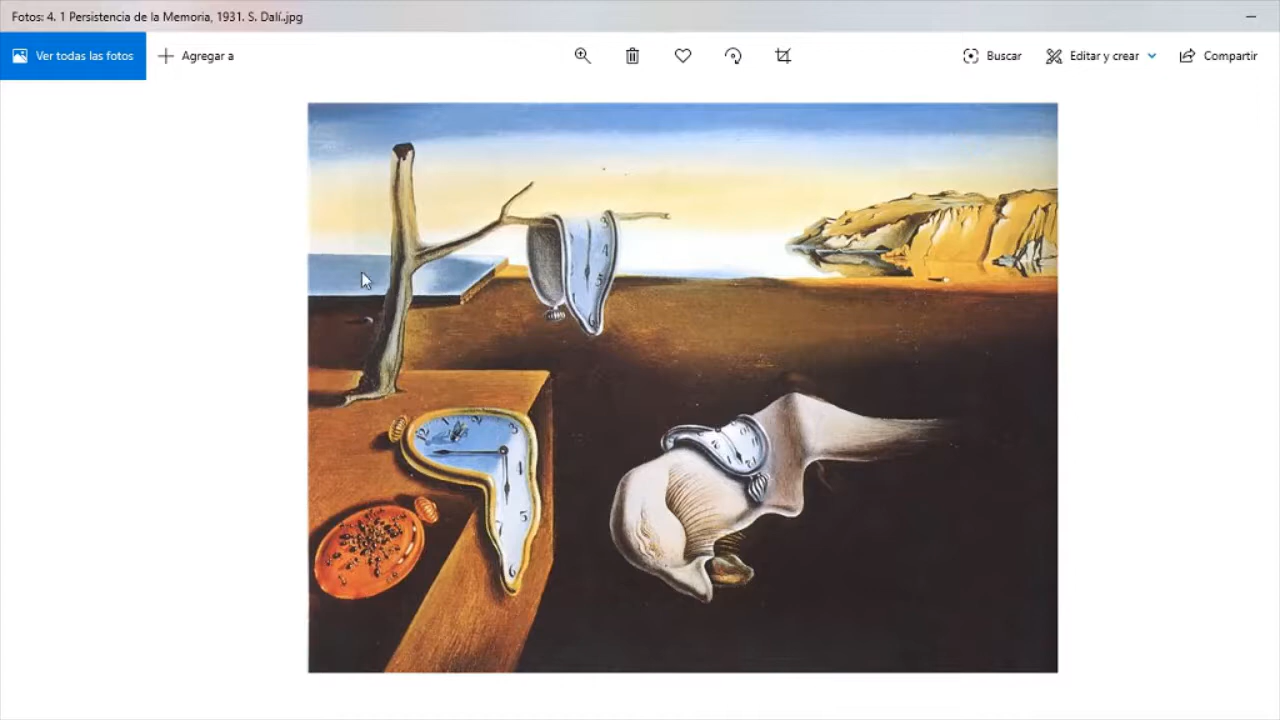 Fotos: 4. 1 Persistencia de la Memoria, 1931. S. Dalí..jpg
Ver todas las fotos
Agregar a
Buscar
Editar y crear
Compartir